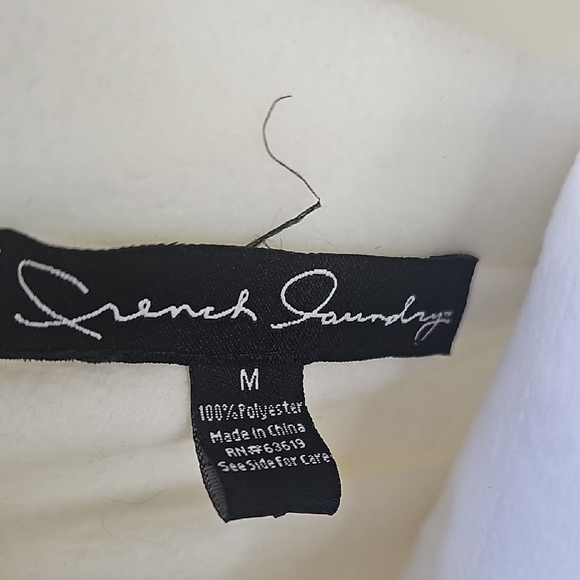 French Laundry™
M
100%Polyester
Made in China
RN#63619
See Side For Care